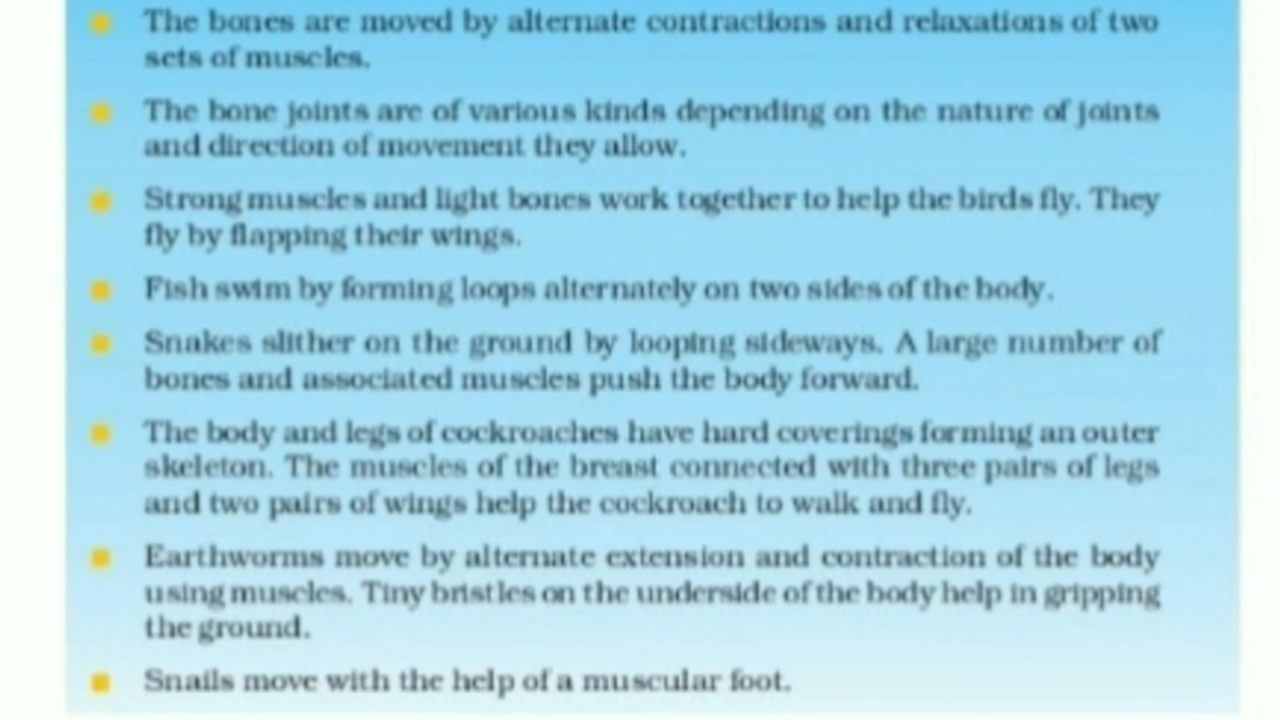 The bones are moved by alternate contractions and relaxations of two
sets of muscles.
The bone joints are of various kinds depending on the nature of joints
and direction of movement they allow.
Strong muscles and light bones work together to help the birds fly. They
fly by flapping their wings.
Fish swim by forming loops alternately on two sides of the body.
Snakes slither on the ground by looping sideways. A large number of
bones and associated muscles push the body forward.
The body and legs of cockroaches have hard coverings forming an outer
skeleton. The muscles of the breast connected with three pairs of legs
and two pairs of wings help the cockroach to walk and fly.
Earthworms move by alternate extension and contraction of the body
using muscles. Tiny bristles on the underside of the body help in gripping
the ground.
Snails move with the help of a muscular foot.